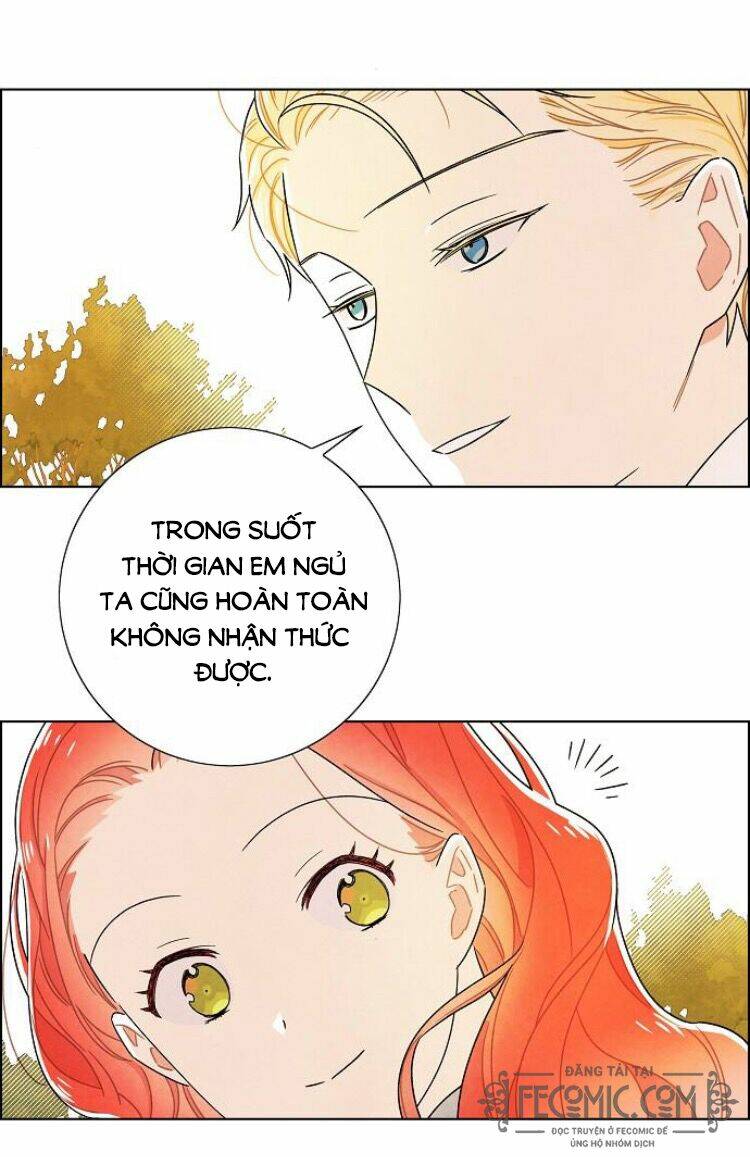 TRONG SUỐT
THỜI GIAN EM NGỦ
TA CŨNG HOÀN TOÀN
KHÔNG NHẬN THỨC
ĐƯỢC.
ĐĂNG TẢI TẠI
FECOMIC.COM
ĐỌC TRUYỆN Ở FECOMIC ĐỂ
ỦNG HỘ NHÓM DỊCH